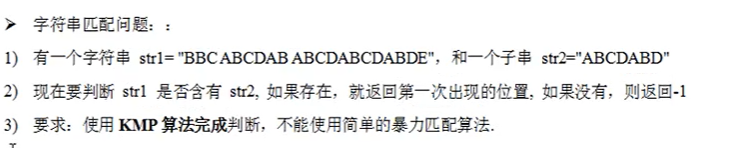 ➤ 字符串匹配问题：:
1) 有一个字符串 str1= "BBC ABCDAB ABCDABCDABDE"，和一个子串 str2="ABCDABD"
2) 现在要判断 str1 是否含有 str2, 如果存在，就返回第一次出现的位置, 如果没有，则返回-1
3) 要求：使用 KMP 算法完成判断，不能使用简单的暴力匹配算法.